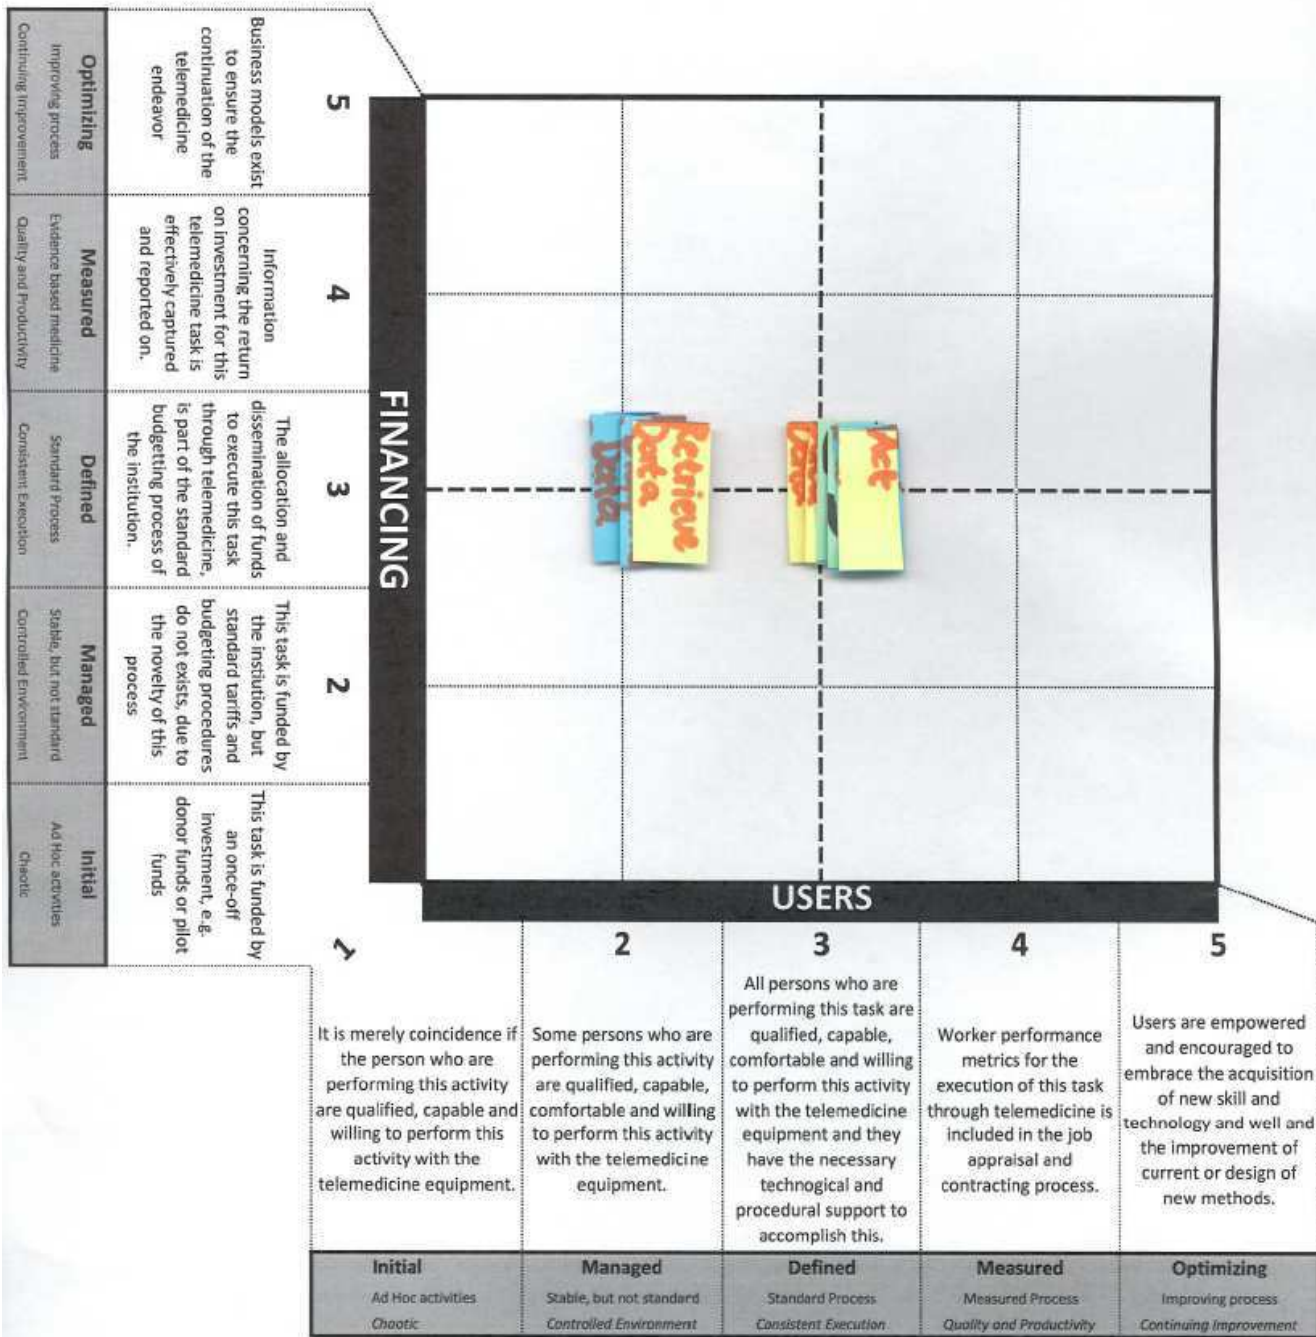 Optimizing
Improving process
Continuing Improvement
Business models exist
to ensure the
continuation of the
telemedicine
endeavor
5
Measured
Evidence based medicine
Quality and Productivity
Information
concerning the return
on investment for this
telemedicine task is
effectively captured
and reported on.
4
Defined
Standard Process
Consistent Execution
The allocation and
dissemination of funds
to execute this task
through telemedicine,
is part of the standard
budgetting process of
the institution.
3
Managed
Stable, but not standard
Controlled Environment
This task is funded by
the instiution, but
standard tariffs and
budgeting procedures
do not exists, due to
the novelty of this
process
2
Initial
Ad Hoc activities
Chaotic
This task is funded by
an once-off
investment, e.g.
donor funds or pilot
funds
FINANCING
Retrieve
Data
Data
Act
USERS
1
2
3
4
5
It is merely coincidence if
the person who are
performing this activity
are qualified, capable and
willing to perform this
activity with the
telemedicine equipment.
Some persons who are
performing this activity
are qualified, capable,
comfortable and willing
to perform this activity
with the telemedicine
equipment.
All persons who are
performing this task are
qualified, capable,
comfortable and willing
to perform this activity
with the telemedicine
equipment and they
have the necessary
technogical and
procedural support to
accomplish this.
Worker performance
metrics for the
execution of this task
through telemedicine is
included in the job
appraisal and
contracting process.
Users are empowered
and encouraged to
embrace the acquisition
of new skill and
technology and well and
the improvement of
current or design of
new methods.
Initial
Ad Hoc activities
Chaotic
Managed
Stable, but not standard
Controlled Environment
Defined
Standard Process
Consistent Execution
Measured
Measured Process
Quality and Productivity
Optimizing
Improving process
Continuing Improvement